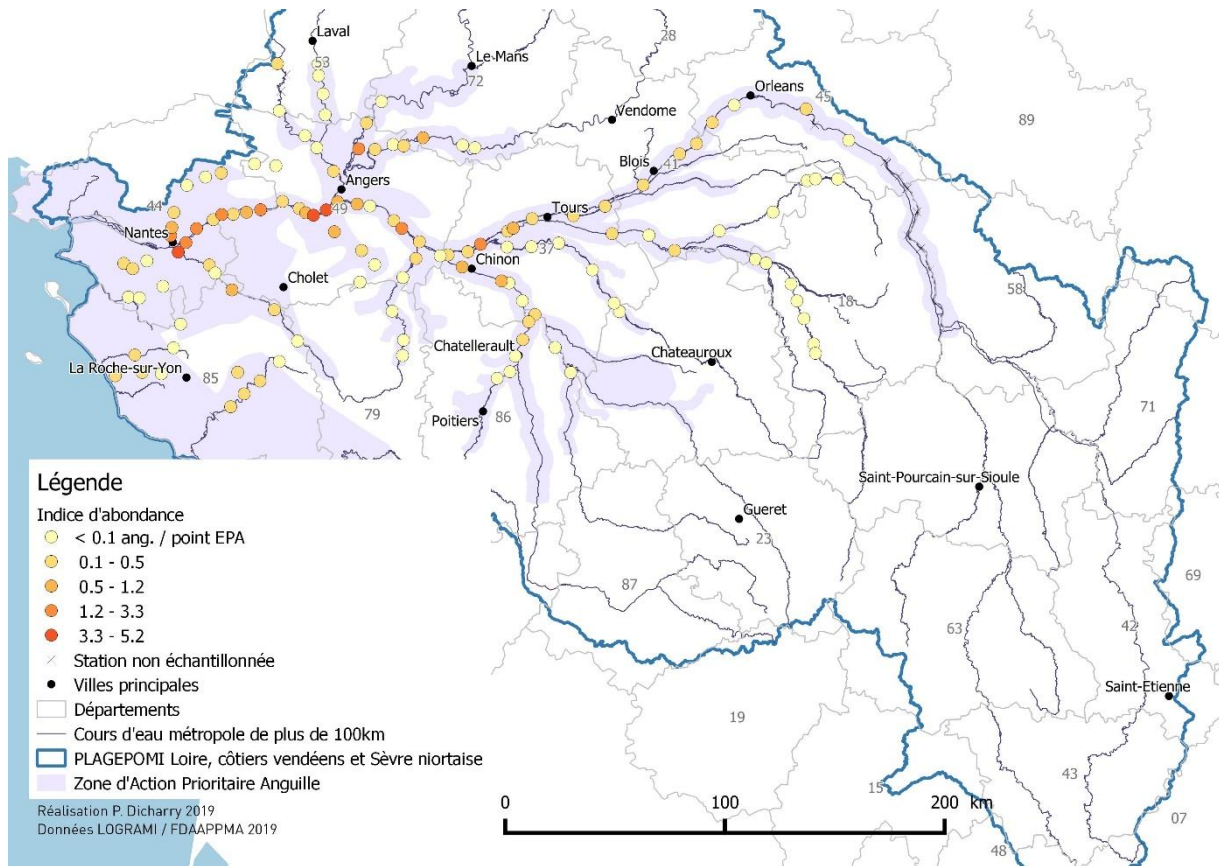 Laval
28
53
Le-Mans
72
Orleans
45
Vendome
89
Blois
41
Angers
44
49
Tours
Nantes
37
Chinon
Cholet
58
18
Chatellerault
Chateauroux
La Roche-sur-Yon
85
71
79
86
Poitiers
Légende
Saint-Pourcain-sur-Sioule
Indice d'abondance
Gueret
< 0.1 ang. / point EPA
23
0.1 - 0.5
0.5 - 1.2
69
87
1.2 - 3.3
63
42
3.3 - 5.2
Station non échantillonnée
Villes principales
Saint-Etienne
Départements
19
Cours d'eau métropole de plus de 100km
PLAGEPOMI Loire, côtiers vendéens et Sèvre niortaise
43
Zone d'Action Prioritaire Anguille
15
0 100 200 km
Réalisation P. Dicharry 2019
07
Données LOGRAMI / FDAAPPMA 2019
48